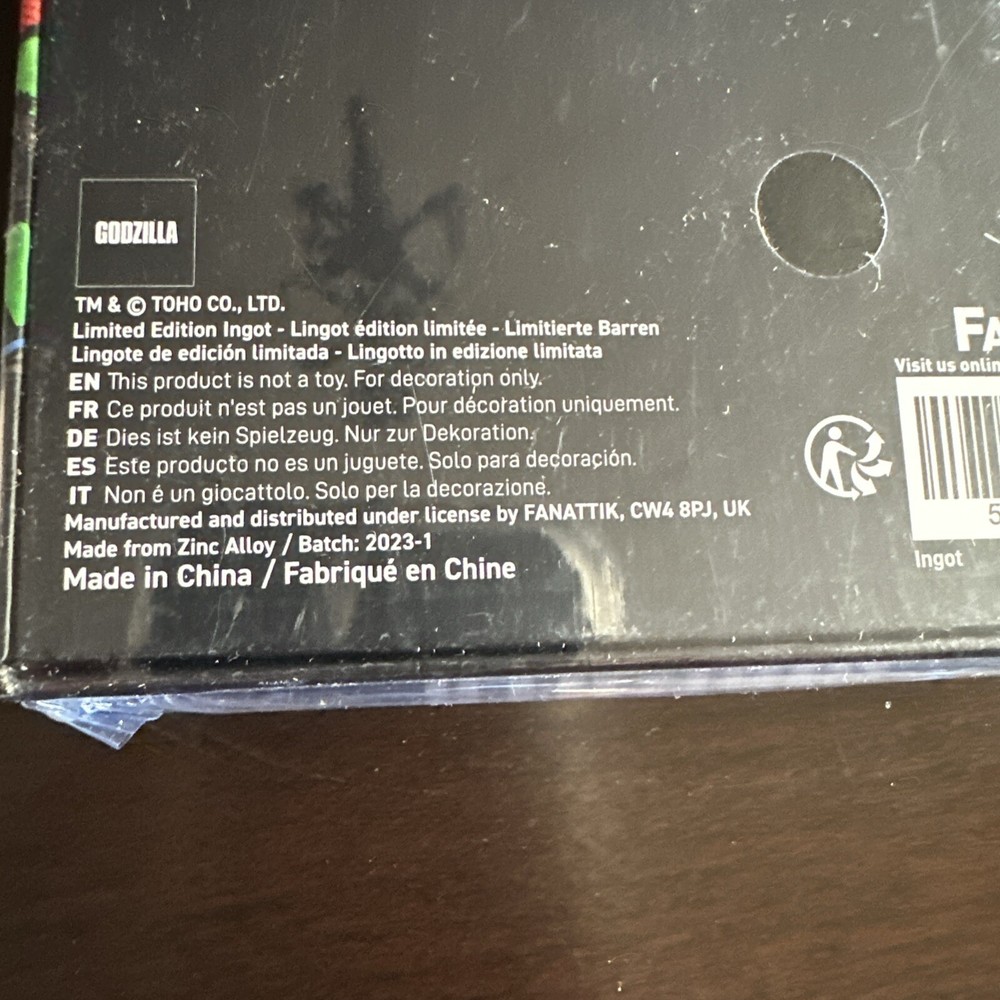 GODZILLA
TM & © TOHO CO., LTD.
Limited Edition Ingot - Lingot édition limitée - Limitierte Barren
Lingote de edición limitada - Lingotto in edizione limitata
EN This product is not a toy. For decoration only.
FR Ce produit n'est pas un jouet. Pour décoration uniquement.
DE Dies ist kein Spielzeug. Nur zur Dekoration.
ES Este producto no es un juguete. Solo para decoración.
IT Non é un giocattolo. Solo per la decorazione.
Manufactured and distributed under license by FANATTIK, CW4 8PJ, UK
Made from Zinc Alloy / Batch: 2023-1
Made in China / Fabriqué en Chine
Visit us
5
Ingot